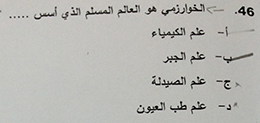 46. الخوارزمي هو العالم المسلم الذي أسس .....
أ- علم الكيمياء
ب- علم الجبر
ج- علم الصيدلة
د- علم طب العيون